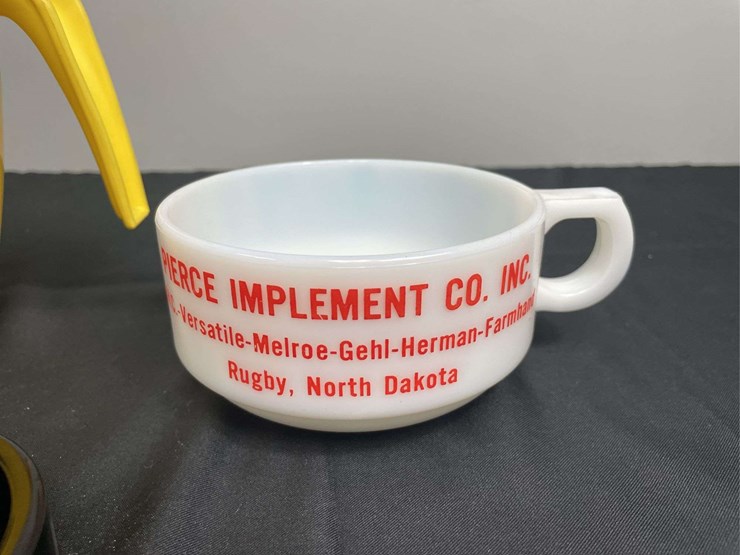 PIERCE IMPLEMENT CO. INC.
-Versatile-Melroe-Gehl-Herman-Farmhand
Rugby, North Dakota